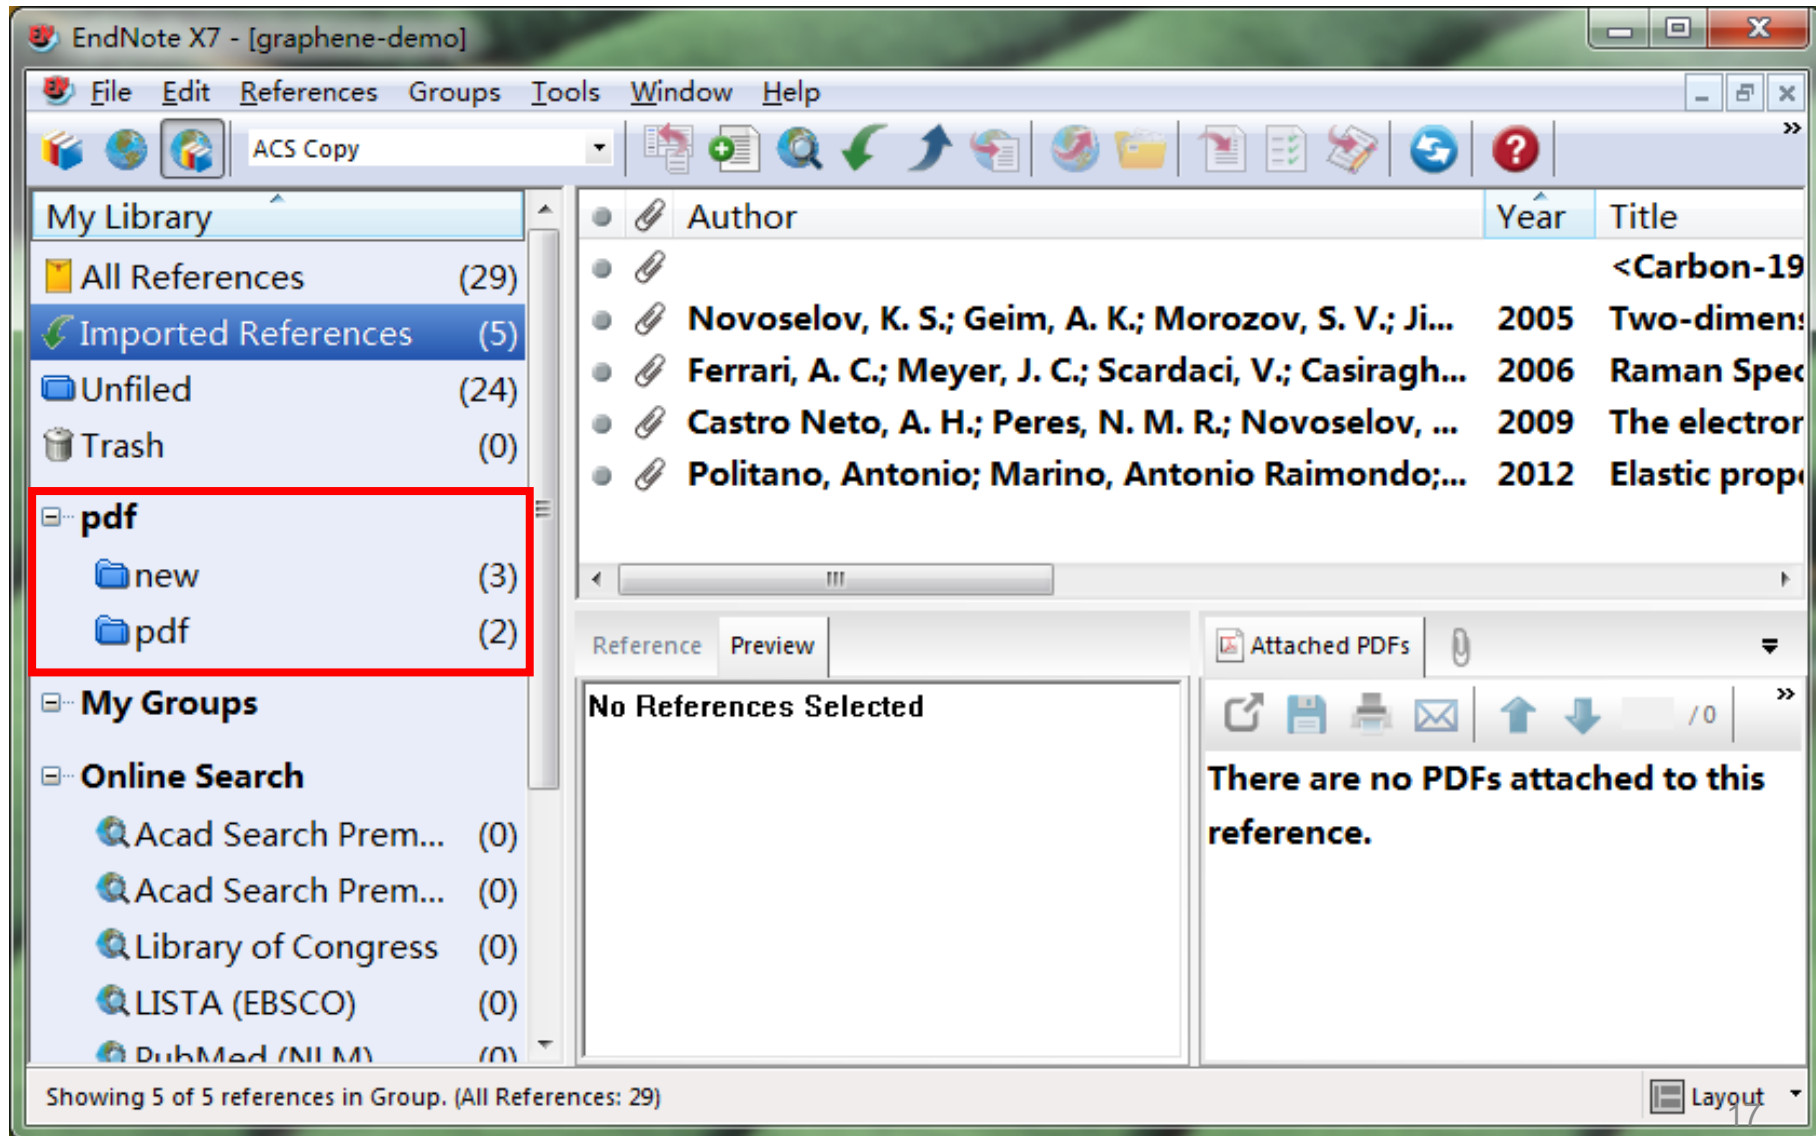 EndNote X7 - [graphene-demo]
File Edit References Groups Tools Window Help
ACS Copy
My Library
All References (29)
Imported References (5)
Unfiled (24)
Trash (0)
pdf
new (3)
pdf (2)
My Groups
Online Search
Acad Search Prem... (0)
Acad Search Prem... (0)
Library of Congress (0)
LISTA (EBSCO) (0)
PubMed (NLM) (0)
Author Year Title
<Carbon-19
Novoselov, K. S.; Geim, A. K.; Morozov, S. V.; Ji... 2005 Two-dimens
Ferrari, A. C.; Meyer, J. C.; Scardaci, V.; Casiragh... 2006 Raman Spec
Castro Neto, A. H.; Peres, N. M. R.; Novoselov, ... 2009 The electron
Politano, Antonio; Marino, Antonio Raimondo;... 2012 Elastic prope
Reference Preview
No References Selected
Attached PDFs
/ 0
There are no PDFs attached to this
reference.
Showing 5 of 5 references in Group. (All References: 29)
Layout
17